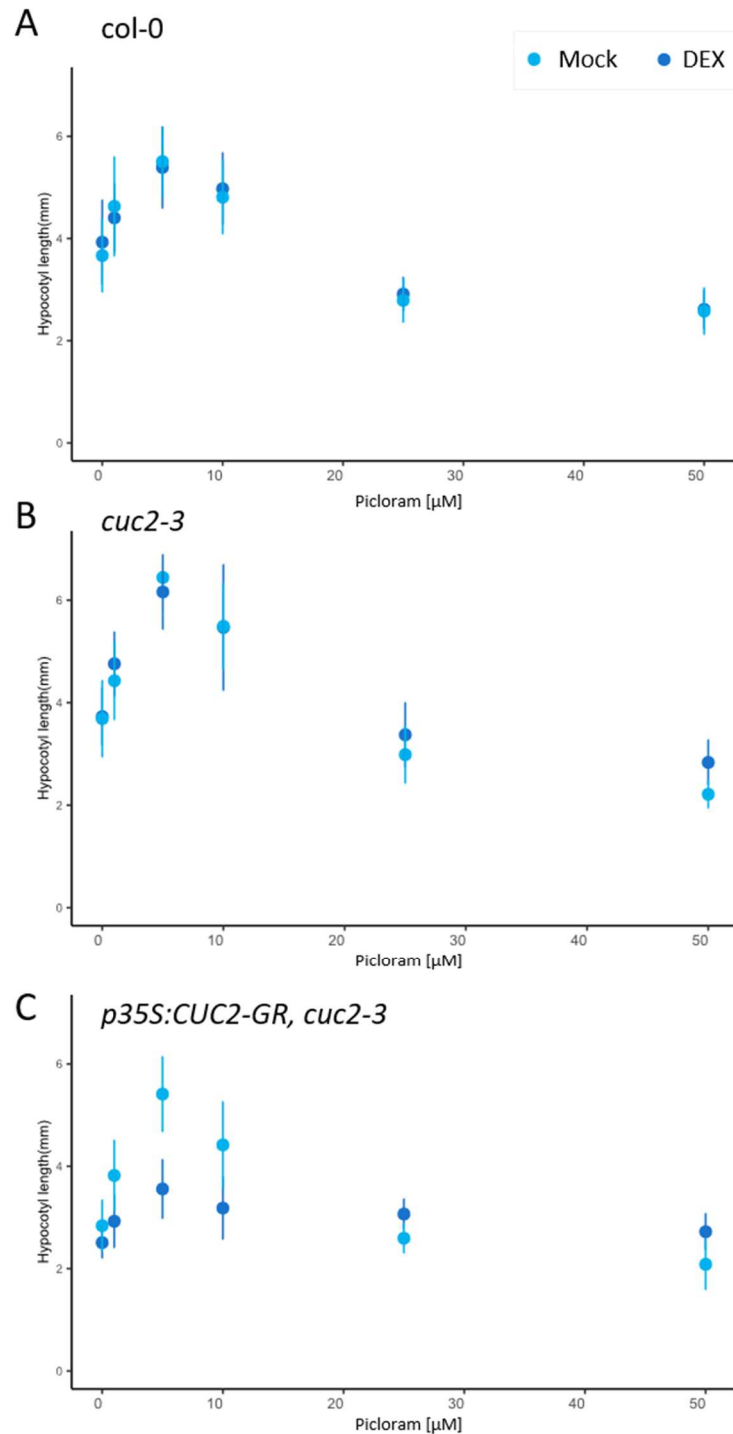 A
col-0
Mock DEX
Hypocotyl length(mm)
6
4
2
0
0 10 20 30 40 50
Picloram [µM]
B
cuc2-3
Hypocotyl length(mm)
6
4
2
0
0 10 20 30 40 50
Picloram [µM]
C
p35S:CUC2-GR, cuc2-3
Hypocotyl length(mm)
6
4
2
0
0 10 20 30 40 50
Picloram [µM]